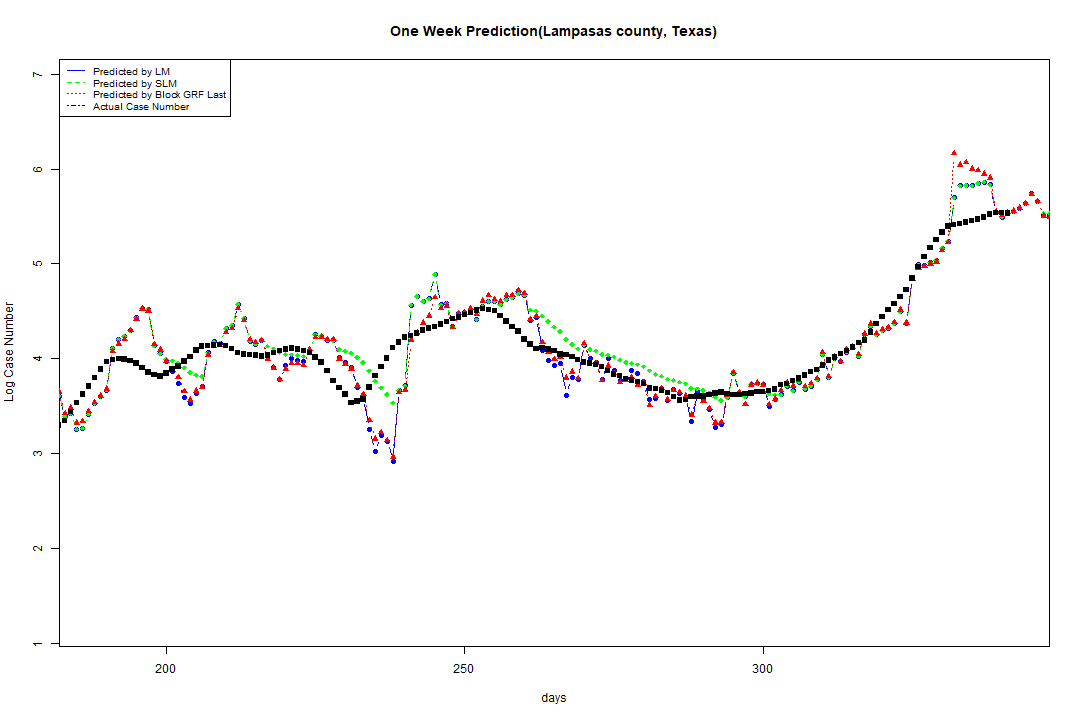 One Week Prediction(Lampasas county, Texas)
Predicted by LM
Predicted by SLM
Predicted by Block GRF Last
Actual Case Number
7
6
5
4
3
2
1
Log Case Number
200
250
300
days